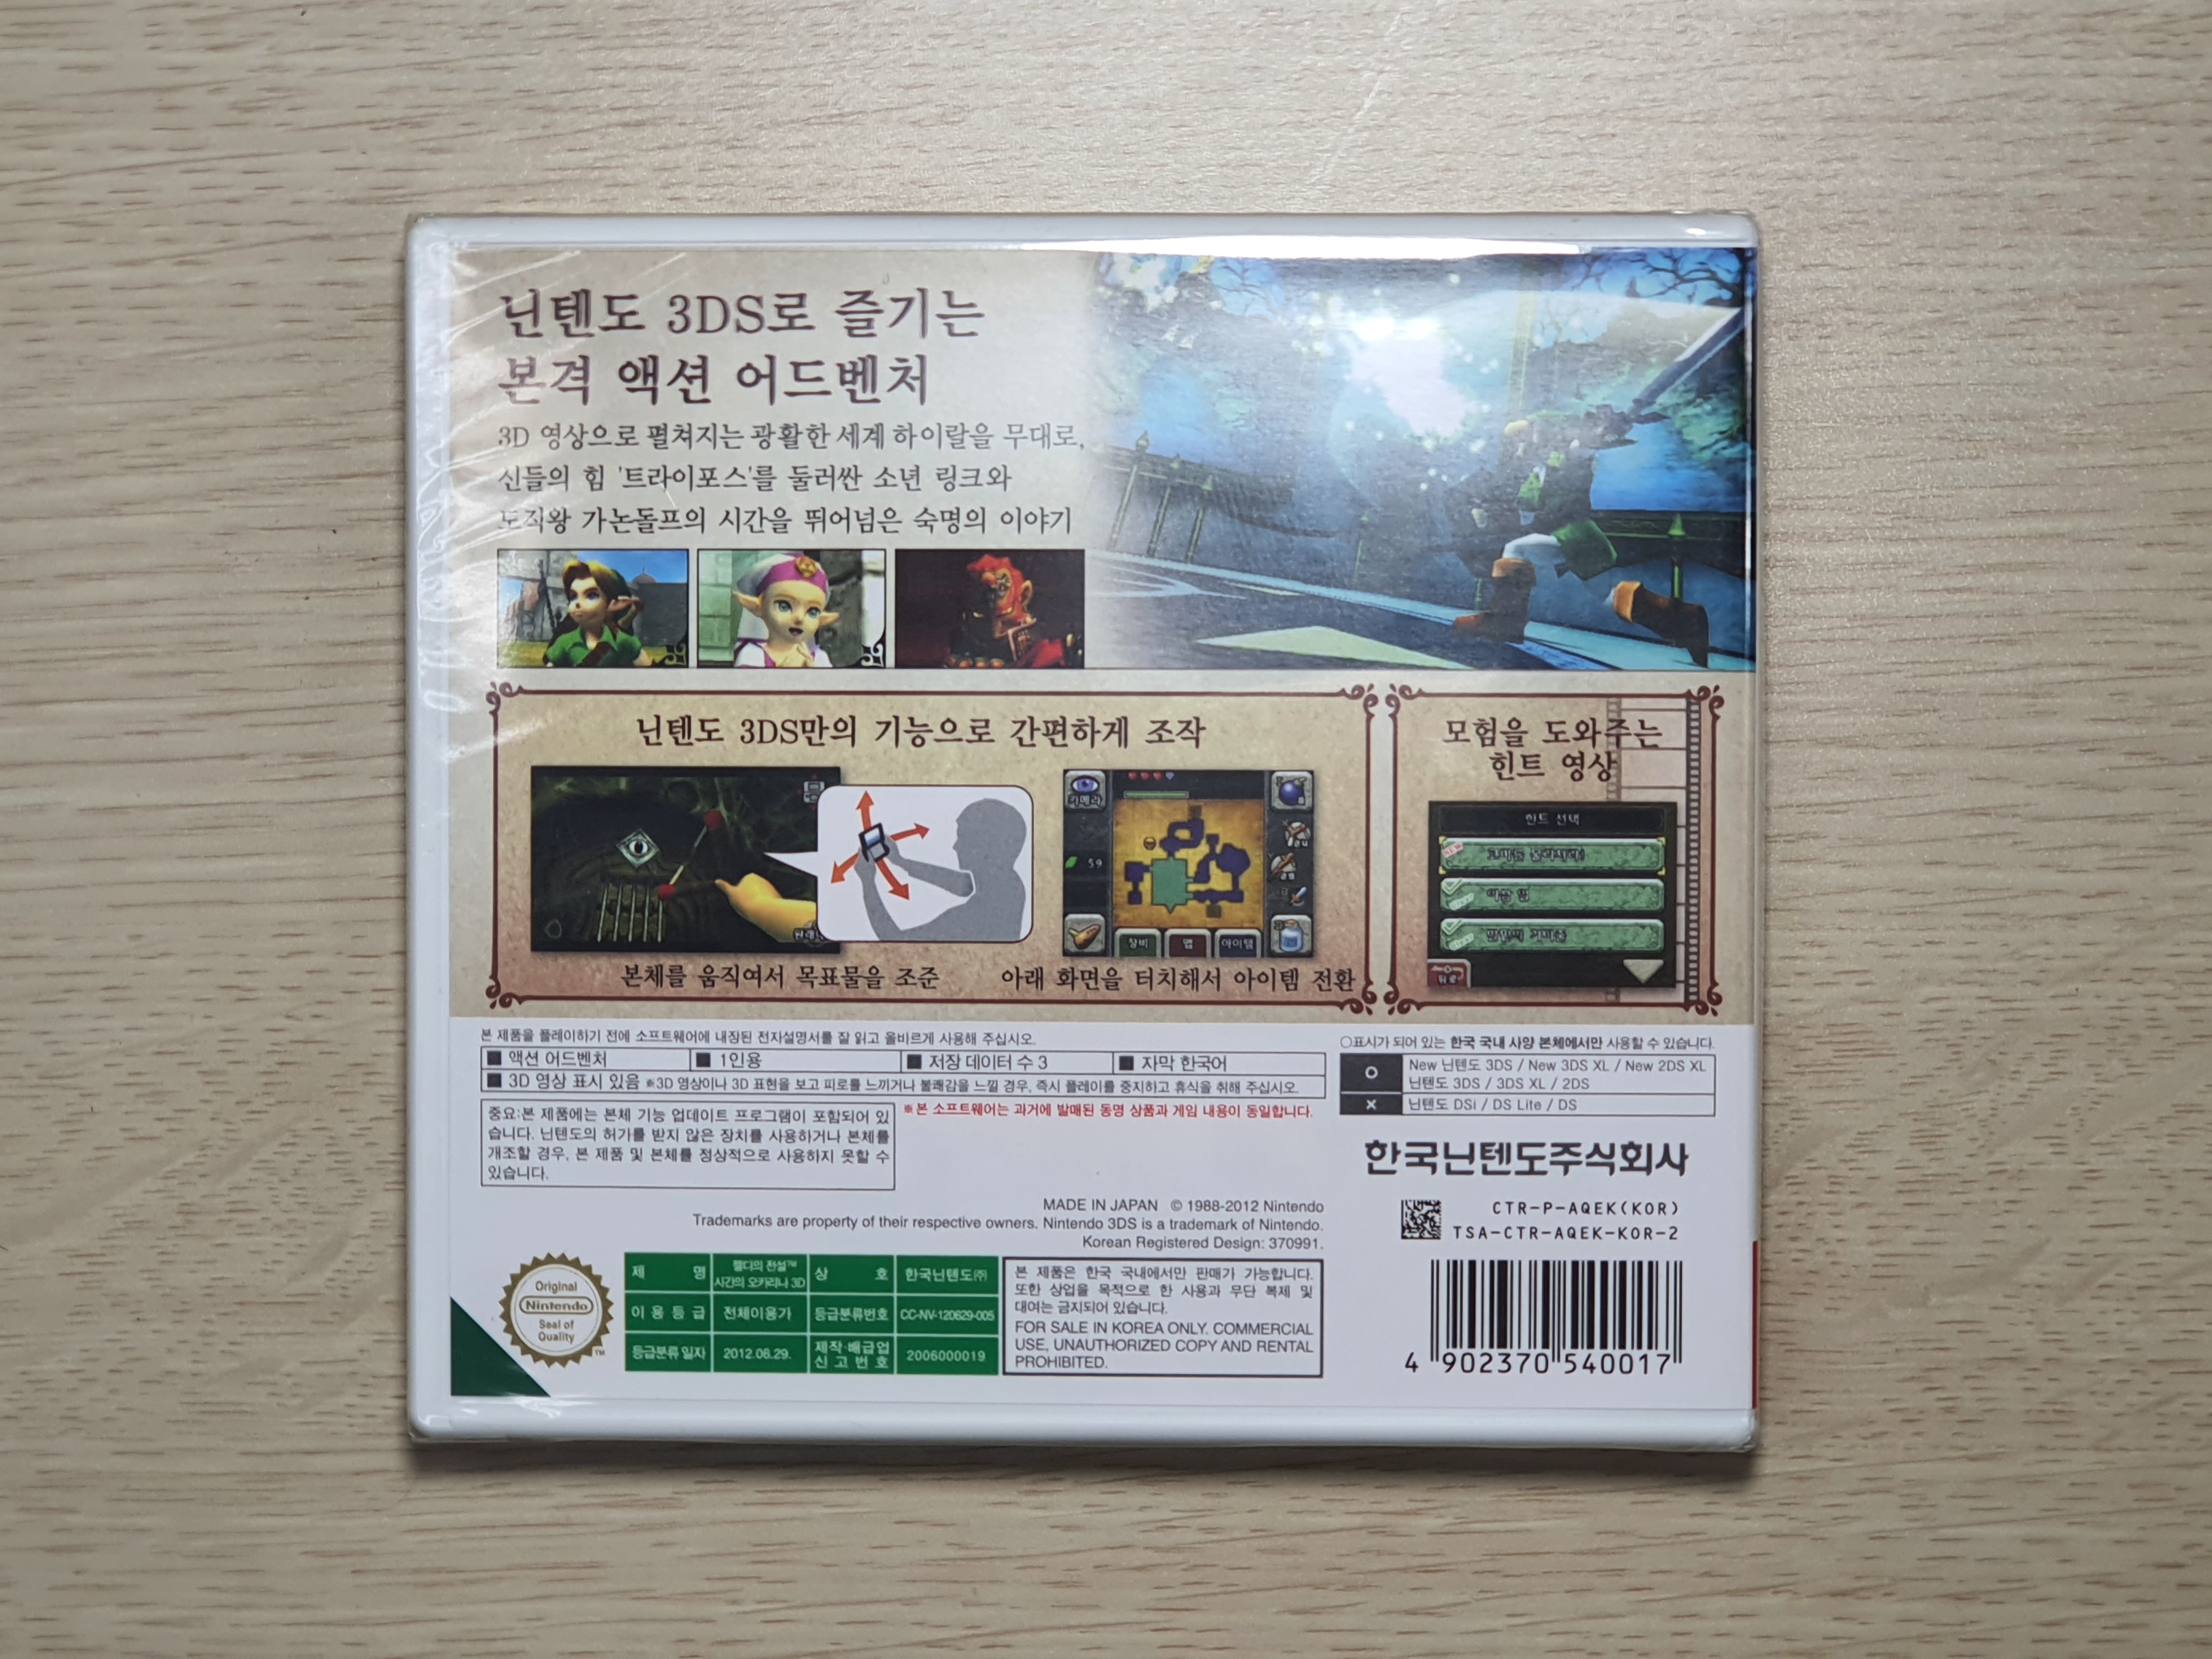 닌텐도 3DS로 즐기는
본격 액션 어드벤처
3D 영상으로 펼쳐지는 광활한 세계 하이랄을 무대로,
신들의 힘 '트라이포스'를 둘러싼 소년 링크와
도적왕 가논돌프의 시간을 뛰어넘은 숙명의 이야기
닌텐도 3DS만의 기능으로 간편하게 조작
카메라
59
장비 맵 아이템
본체를 움직여서 목표물을 조준
아래 화면을 터치해서 아이템 전환
모험을 도와주는
힌트 영상
힌트 선택
NEW
뒤로
본 제품을 플레이하기 전에 소프트웨어에 내장된 전자설명서를 잘 읽고 올바르게 사용해 주십시오.
■ 액션 어드벤처 ■ 1인용 ■ 저장 데이터 수 3 ■ 자막 한국어
■ 3D 영상 표시 있음 ※3D 영상이나 3D 표현을 보고 피로를 느끼거나 불쾌감을 느낄 경우, 즉시 플레이를 중지하고 휴식을 취해 주십시오.
중요:본 제품에는 본체 기능 업데이트 프로그램이 포함되어 있
습니다. 닌텐도의 허가를 받지 않은 장치를 사용하거나 본체를
개조할 경우, 본 제품 및 본체를 정상적으로 사용하지 못할 수
있습니다.
※본 소프트웨어는 과거에 발매된 동명 상품과 게임 내용이 동일합니다.
○표시가 되어 있는 한국 국내 사양 본체에서만 사용할 수 있습니다.
○ New 닌텐도 3DS / New 3DS XL / New 2DS XL
닌텐도 3DS / 3DS XL / 2DS
× 닌텐도 DSi / DS Lite / DS
한국닌텐도주식회사
MADE IN JAPAN © 1988-2012 Nintendo
Trademarks are property of their respective owners. Nintendo 3DS is a trademark of Nintendo.
Korean Registered Design: 370991.
CTR-P-AQEK(KOR)
TSA-CTR-AQEK-KOR-2
Original
Nintendo
Seal of
Quality
TM
제 명 젤다의 전설™ 시간의 오카리나 3D 상 호 한국닌텐도㈜
이 용 등 급 전체이용가 등급분류번호 CC-NV-120629-005
등급분류 일자 2012.06.29. 제작·배급업 신 고 번 호 2006000019
본 제품은 한국 국내에서만 판매가 가능합니다.
또한 상업을 목적으로 한 사용과 무단 복제 및
대여는 금지되어 있습니다.
FOR SALE IN KOREA ONLY. COMMERCIAL
USE, UNAUTHORIZED COPY AND RENTAL
PROHIBITED.
4 902370 540017